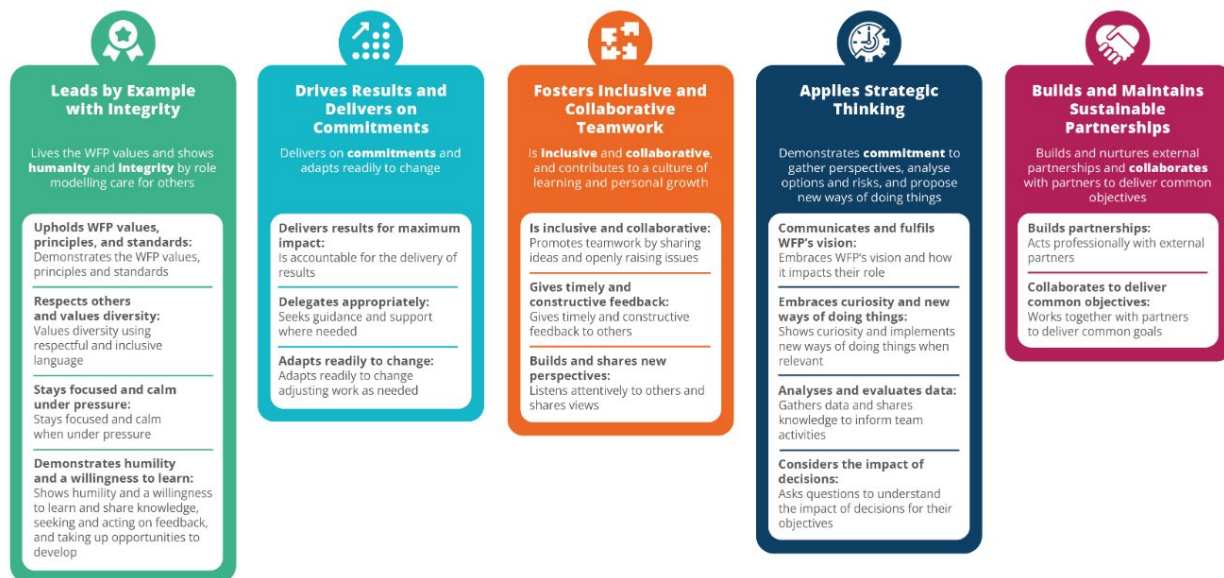 Leads by Example
with Integrity
Lives the WFP values and shows
humanity and integrity by role
modelling care for others
Upholds WFP values,
principles, and standards:
Demonstrates the WFP values,
principles and standards
Respects others
and values diversity:
Values diversity using
respectful and inclusive
language
Stays focused and calm
under pressure:
Stays focused and calm
when under pressure
Demonstrates humility
and a willingness to learn:
Shows humility and a willingness
to learn and share knowledge,
seeking and acting on feedback,
and taking up opportunities to
develop
Drives Results and
Delivers on
Commitments
Delivers on commitments and
adapts readily to change
Delivers results for maximum
impact:
Is accountable for the delivery of
results
Delegates appropriately:
Seeks guidance and support
where needed
Adapts readily to change:
Adapts readily to change
adjusting work as needed
Fosters Inclusive and
Collaborative
Teamwork
Is inclusive and collaborative,
and contributes to a culture of
learning and personal growth
Is inclusive and collaborative:
Promotes teamwork by sharing
ideas and openly raising issues
Gives timely and
constructive feedback:
Gives timely and constructive
feedback to others
Builds and shares new
perspectives:
Listens attentively to others and
shares views
Applies Strategic
Thinking
Demonstrates commitment to
gather perspectives, analyse
options and risks, and propose
new ways of doing things
Communicates and fulfils
WFP's vision:
Embraces WFP's vision and how
it impacts their role
Embraces curiosity and new
ways of doing things:
Shows curiosity and implements
new ways of doing things when
relevant
Analyses and evaluates data:
Gathers data and shares
knowledge to inform team
activities
Considers the impact of
decisions:
Asks questions to understand
the impact of decisions for their
objectives
Builds and Maintains
Sustainable
Partnerships
Builds and nurtures external
partnerships and collaborates
with partners to deliver common
objectives
Builds partnerships:
Acts professionally with external
partners
Collaborates to deliver
common objectives:
Works together with partners
to deliver common goals